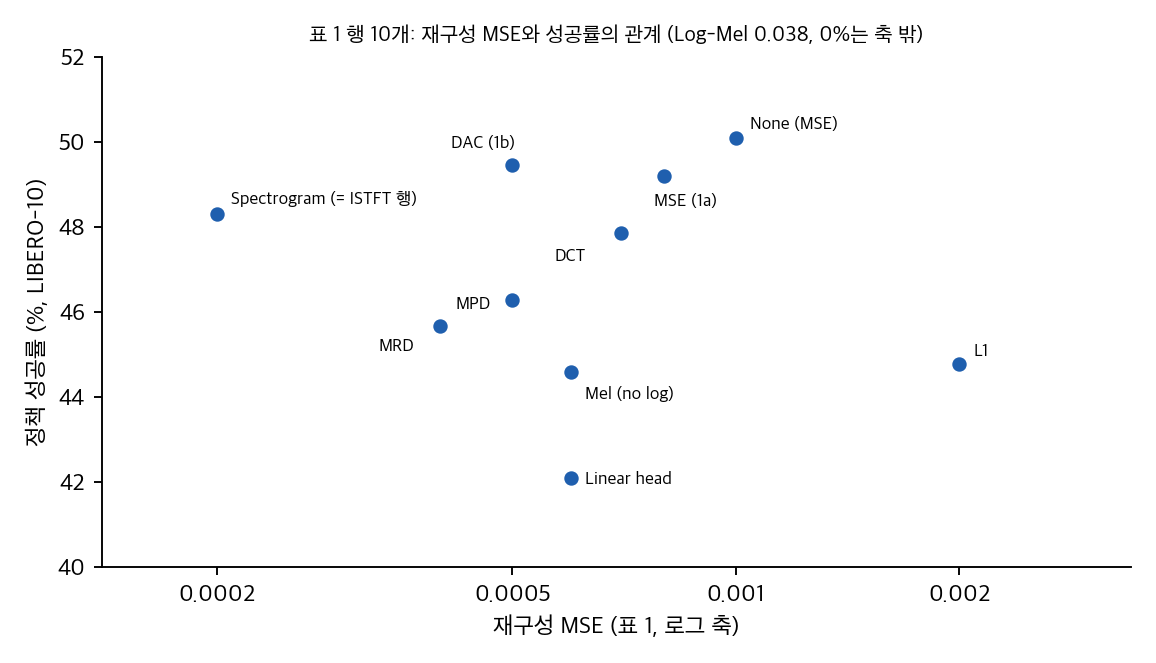 표 1 행 10개: 재구성 MSE와 성공률의 관계 (Log-Mel 0.038, 0%는 축 밖)
정책 성공률 (%, LIBERO-10)
52
50
48
46
44
42
40
None (MSE)
DAC (1b)
MSE (1a)
Spectrogram (= ISTFT 행)
DCT
MPD
MRD
L1
Mel (no log)
Linear head
0.0002
0.0005
0.001
0.002
재구성 MSE (표 1, 로그 축)